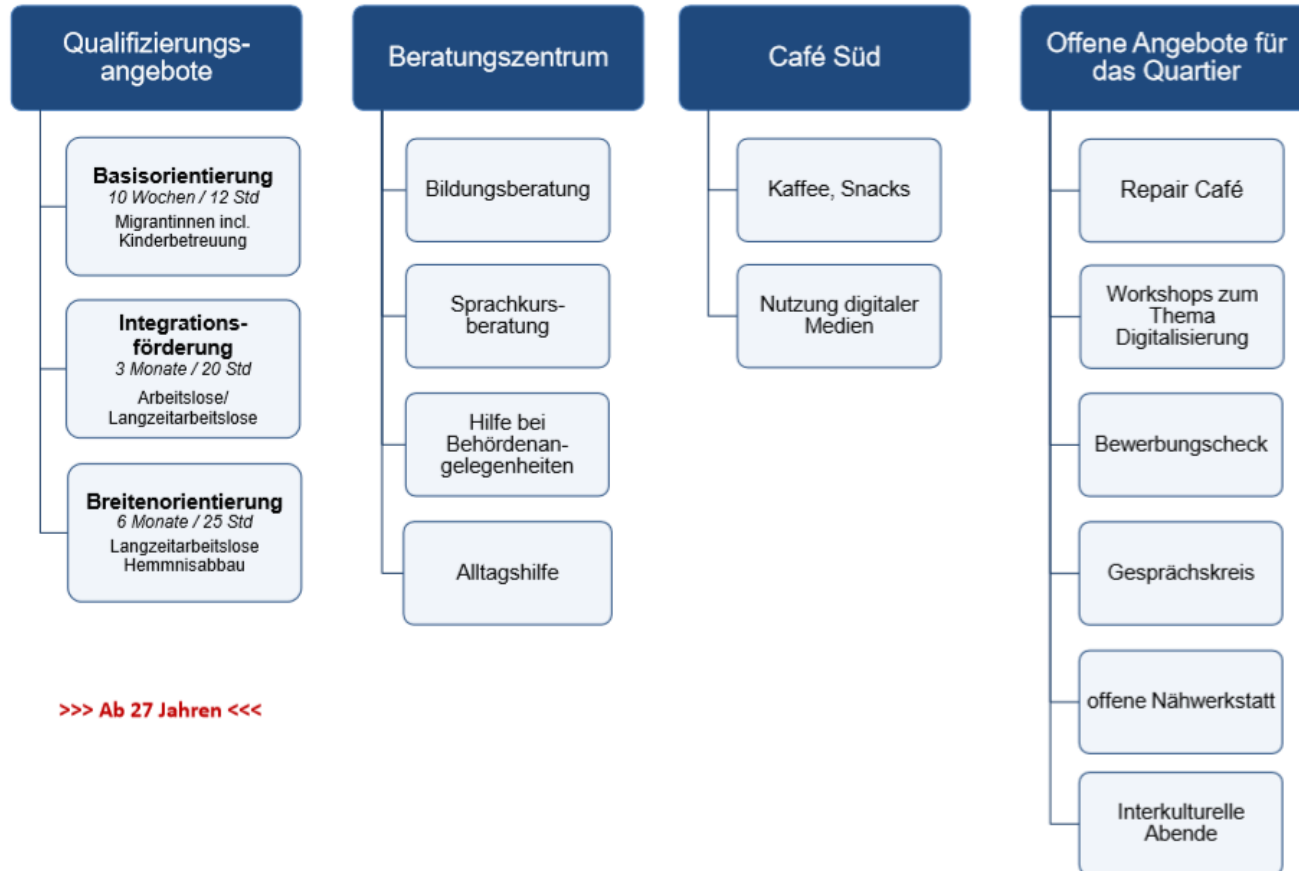 Qualifizierungs-
angebote
Basisorientierung
10 Wochen / 12 Std
Migrantinnen incl.
Kinderbetreuung
Integrations-
förderung
3 Monate / 20 Std
Arbeitslose/
Langzeitarbeitslose
Breitenorientierung
6 Monate / 25 Std
Langzeitarbeitslose
Hemmnisabbau
>>> Ab 27 Jahren <<<
Beratungszentrum
Bildungsberatung
Sprachkurs-
beratung
Hilfe bei
Behördenan-
gelegenheiten
Alltagshilfe
Café Süd
Kaffee, Snacks
Nutzung digitaler
Medien
Offene Angebote für
das Quartier
Repair Café
Workshops zum
Thema
Digitalisierung
Bewerbungscheck
Gesprächskreis
offene Nähwerkstatt
Interkulturelle
Abende